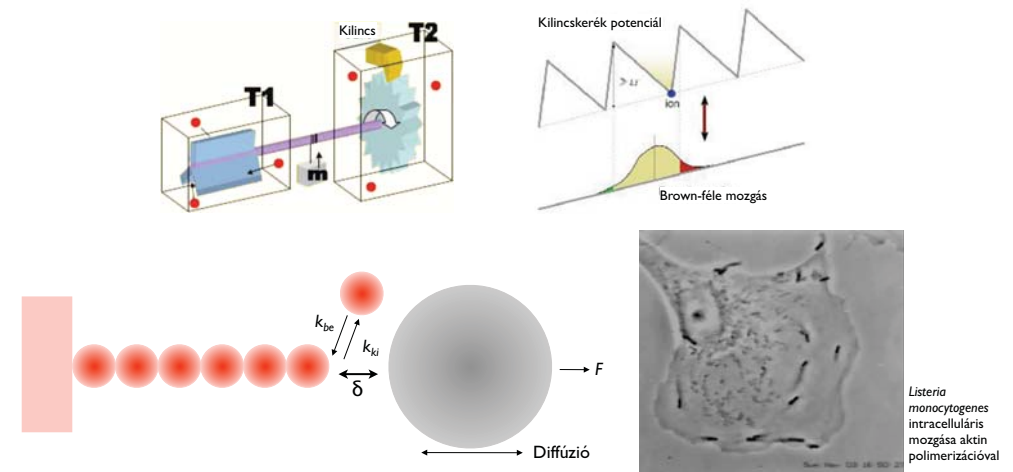 Kilincs
T2
T1
m
Kilincskerék potenciál
ion
Brown-féle mozgás
k_be
k_ki
δ
F
Diffúzió
Listeria
monocytogenes
intracelluláris
mozgása aktin
polimerizációval